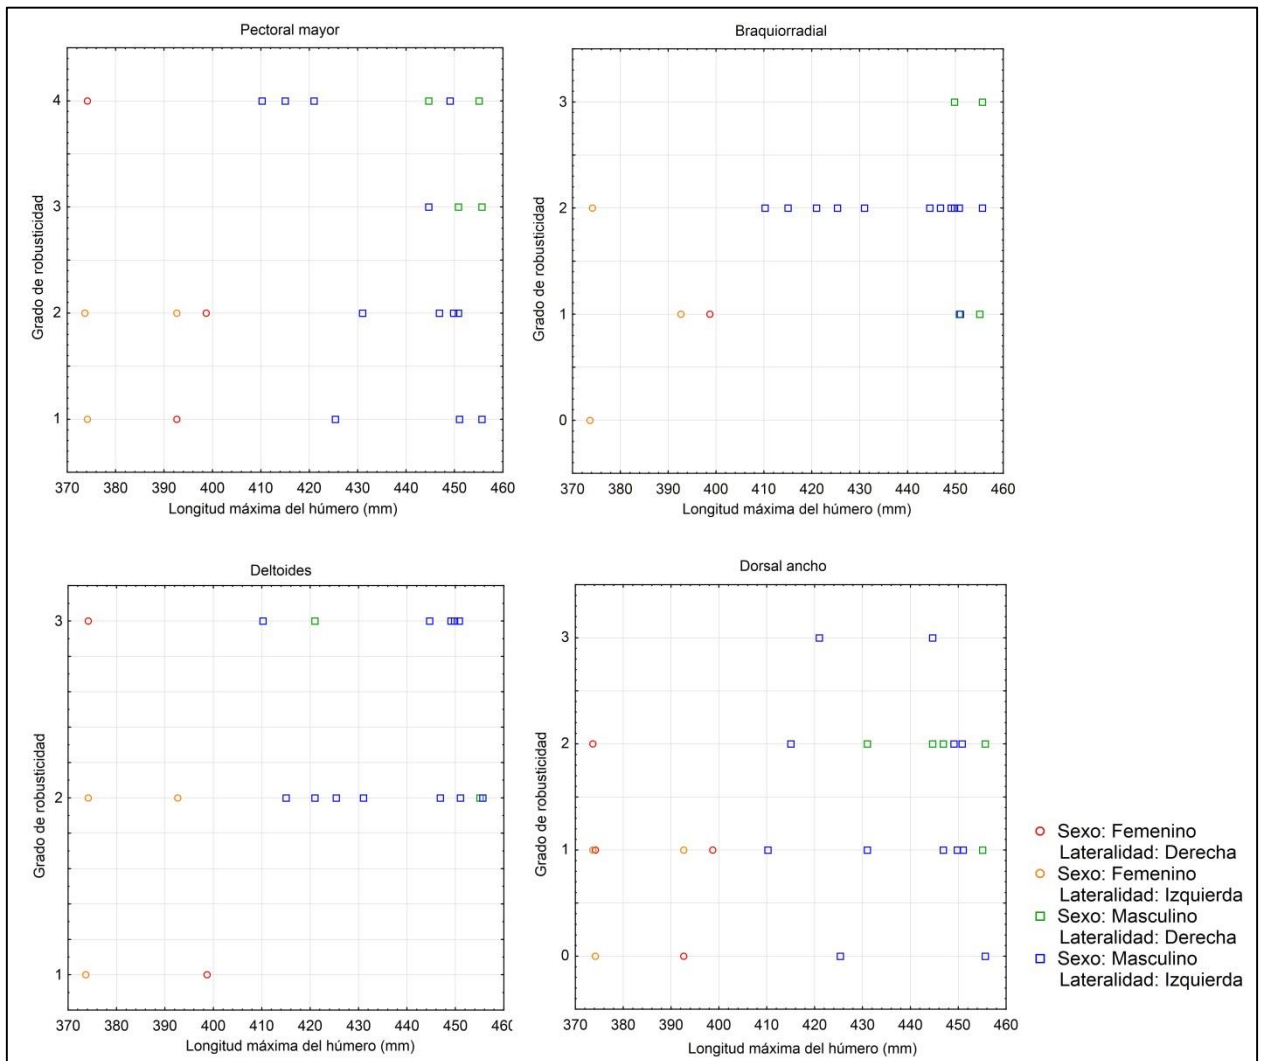 Pectoral mayor
Grado de robusticidad
4
3
2
1
370 380 390 400 410 420 430 440 450 460
Longitud máxima del húmero (mm)
Braquiorradial
Grado de robusticidad
3
2
1
0
370 380 390 400 410 420 430 440 450 460
Longitud máxima del húmero (mm)
Deltoides
Grado de robusticidad
3
2
1
370 380 390 400 410 420 430 440 450 460
Longitud máxima del húmero (mm)
Dorsal ancho
Grado de robusticidad
3
2
1
0
370 380 390 400 410 420 430 440 450 460
Longitud máxima del húmero (mm)
Sexo: Femenino
Lateralidad: Derecha
Sexo: Femenino
Lateralidad: Izquierda
Sexo: Masculino
Lateralidad: Derecha
Sexo: Masculino
Lateralidad: Izquierda